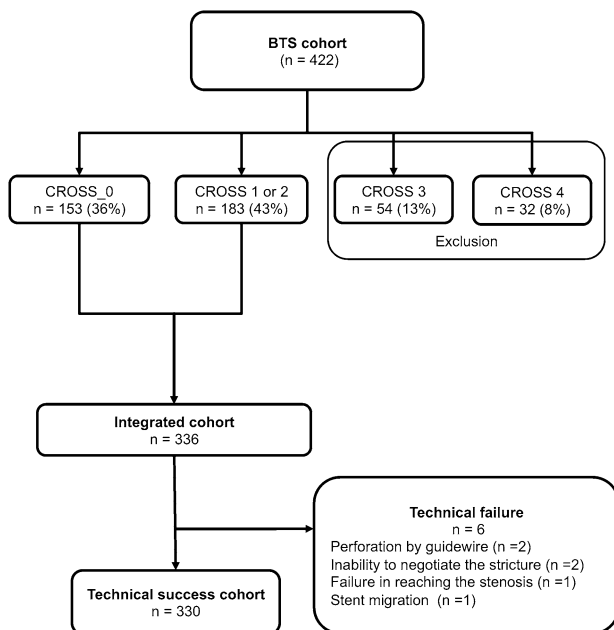 BTS cohort
(n = 422)
CROSS_0
n = 153 (36%)
CROSS 1 or 2
n = 183 (43%)
CROSS 3
n = 54 (13%)
CROSS 4
n = 32 (8%)
Exclusion
Integrated cohort
n = 336
Technical failure
n = 6
Perforation by guidewire (n =2)
Inability to negotiate the stricture (n =2)
Failure in reaching the stenosis (n =1)
Stent migration (n =1)
Technical success cohort
n = 330